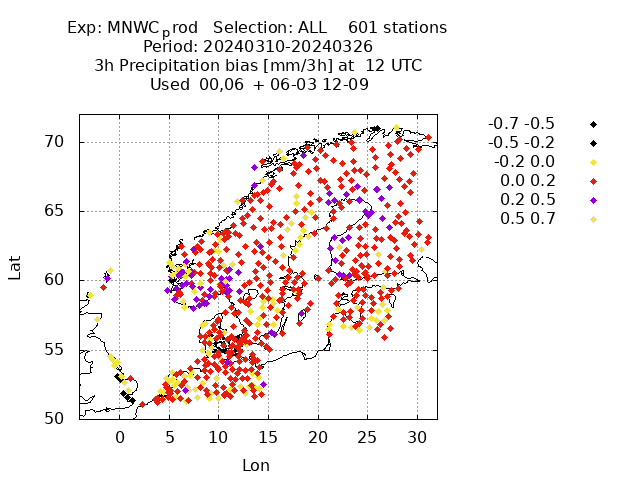 Exp: MNWCprod Selection: ALL 601 stations
Period: 20240310-20240326
3h Precipitation bias [mm/3h] at 12 UTC
Used 00,06 + 06-03 12-09
-0.7 -0.5
-0.5 -0.2
-0.2 0.0
0.0 0.2
0.2 0.5
0.5 0.7
Lat
70
65
60
55
50
0 5 10 15 20 25 30
Lon